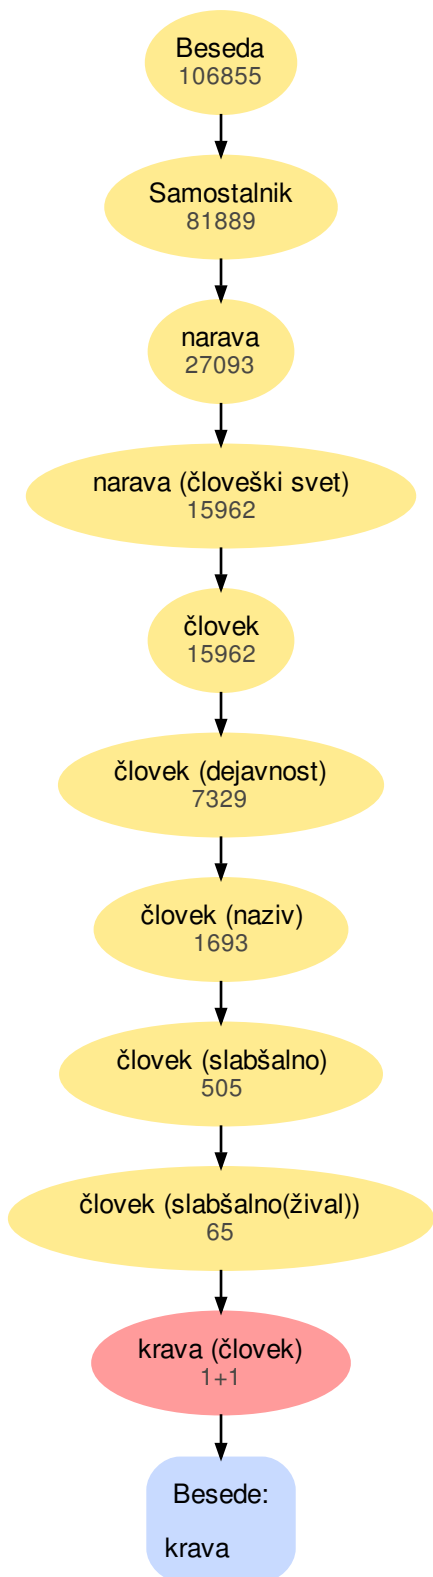 Beseda
106855
Samostalnik
81889
narava
27093
narava (človeški svet)
15962
človek
15962
človek (dejavnost)
7329
človek (naziv)
1693
človek (slabšalno)
505
človek (slabšalno(žival))
65
krava (človek)
1+1
Besede:
krava